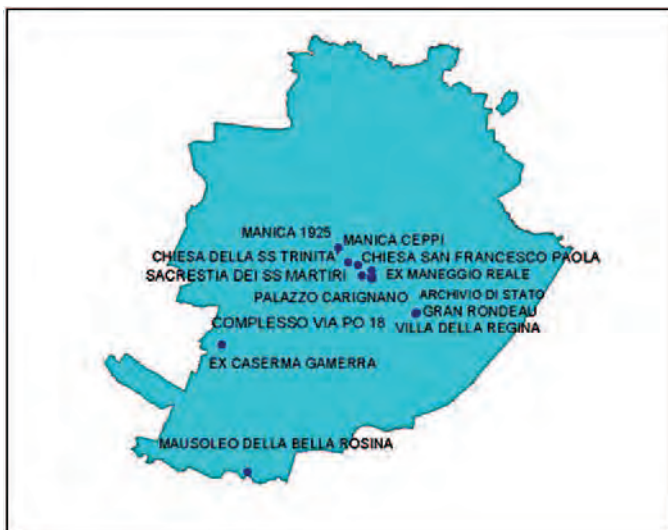 MANICA 1925
MANICA CEPPI
CHIESA DELLA SS TRINITA
CHIESA SAN FRANCESCO PAOLA
SACRESTIA DEI SS MARTIRI
EX MANEGGIO REALE
PALAZZO CARIGNANO
ARCHIVIO DI STATO
GRAN RONDEAU
COMPLESSO VIA PO 18
VILLA DELLA REGINA
EX CASERMA GAMERRA
MAUSOLEO DELLA BELLA ROSINA